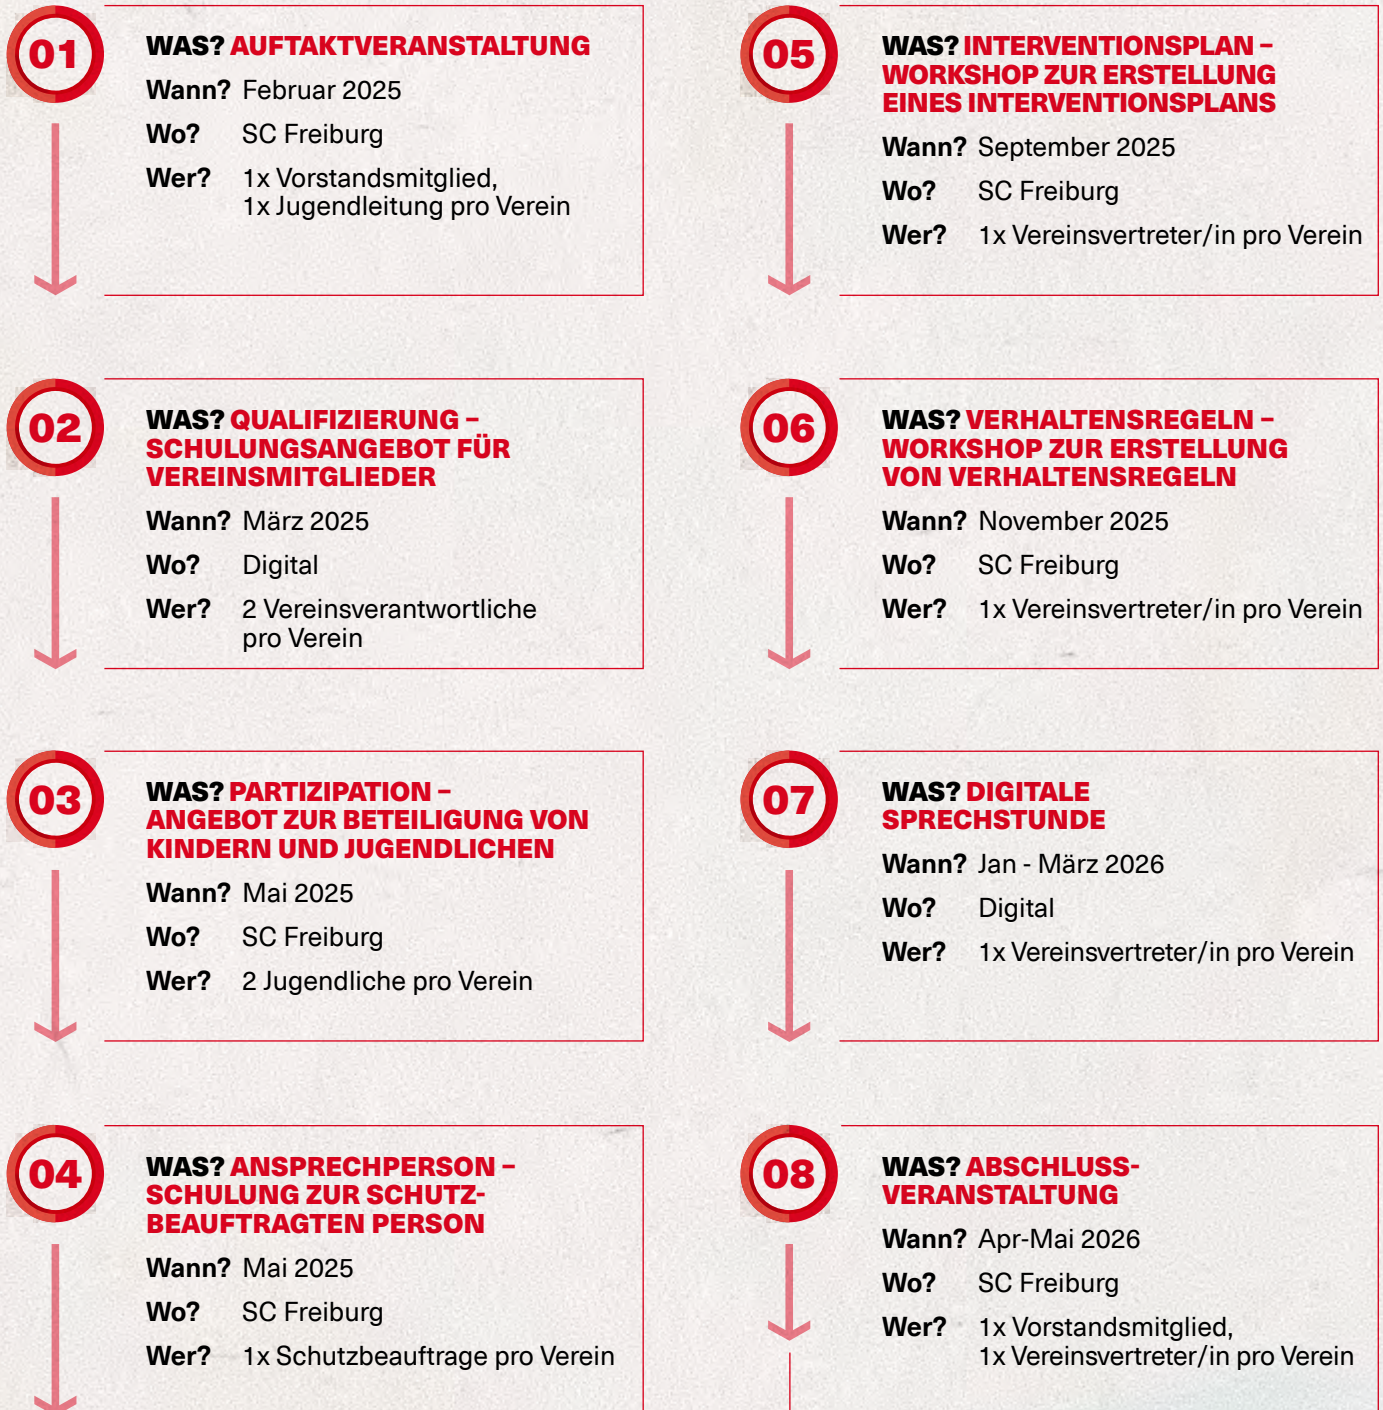 01
WAS? AUFTAKTVERANSTALTUNG
Wann? Februar 2025
Wo? SC Freiburg
Wer? 1x Vorstandsmitglied,
1x Jugendleitung pro Verein
02
WAS? QUALIFIZIERUNG –
SCHULUNGSANGEBOT FÜR
VEREINSMITGLIEDER
Wann? März 2025
Wo? Digital
Wer? 2 Vereinsverantwortliche
pro Verein
03
WAS? PARTIZIPATION –
ANGEBOT ZUR BETEILIGUNG VON
KINDERN UND JUGENDLICHEN
Wann? Mai 2025
Wo? SC Freiburg
Wer? 2 Jugendliche pro Verein
04
WAS? ANSPRECHPERSON –
SCHULUNG ZUR SCHUTZ-
BEAUFTRAGTEN PERSON
Wann? Mai 2025
Wo? SC Freiburg
Wer? 1x Schutzbeauftrage pro Verein
05
WAS? INTERVENTIONSPLAN –
WORKSHOP ZUR ERSTELLUNG
EINES INTERVENTIONSPLANS
Wann? September 2025
Wo? SC Freiburg
Wer? 1x Vereinsvertreter/in pro Verein
06
WAS? VERHALTENSREGELN –
WORKSHOP ZUR ERSTELLUNG
VON VERHALTENSREGELN
Wann? November 2025
Wo? SC Freiburg
Wer? 1x Vereinsvertreter/in pro Verein
07
WAS? DIGITALE
SPRECHSTUNDE
Wann? Jan - März 2026
Wo? Digital
Wer? 1x Vereinsvertreter/in pro Verein
08
WAS? ABSCHLUSS-
VERANSTALTUNG
Wann? Apr-Mai 2026
Wo? SC Freiburg
Wer? 1x Vorstandsmitglied,
1x Vereinsvertreter/in pro Verein